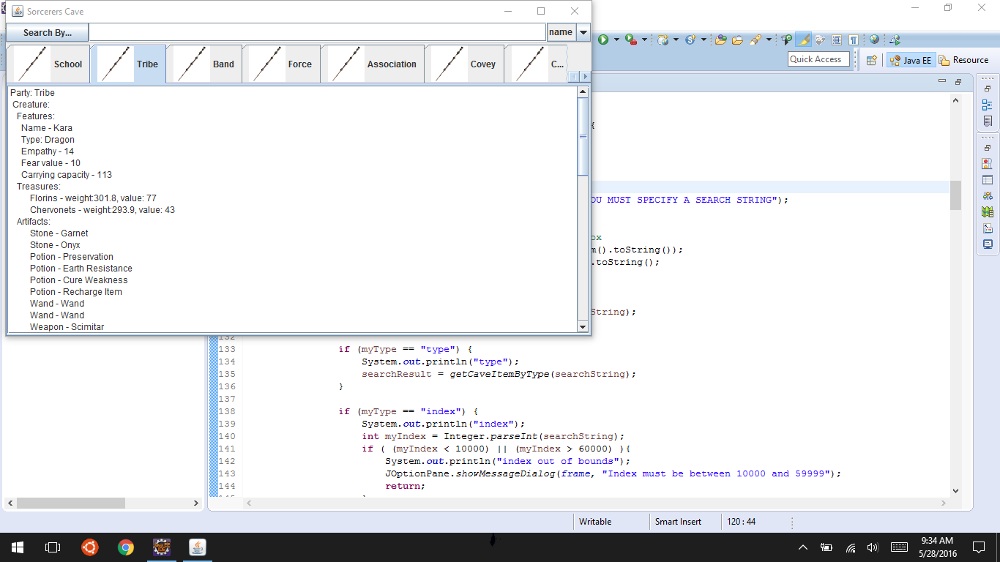 Sorcerers Cave
Search By...
name
School
Tribe
Band
Force
Association
Covey
C...
Party: Tribe
Creature:
Features:
Name - Kara
Type: Dragon
Empathy - 14
Fear value - 10
Carrying capacity - 113
Treasures:
Florins - weight:301.8, value: 77
Chervonets - weight:293.9, value: 43
Artifacts:
Stone - Garnet
Stone - Onyx
Potion - Preservation
Potion - Earth Resistance
Potion - Cure Weakness
Potion - Recharge Item
Wand - Wand
Wand - Wand
Weapon - Scimitar
Quick Access
Java EE
Resource
{
OU MUST SPECIFY A SEARCH STRING");
ox
m().toString());
.toString();
String);
132
133 if (myType == "type") {
134 System.out.println("type");
135 searchResult = getCaveItemByType(searchString);
136 }
137
138 if (myType == "index") {
139 System.out.println("index");
140 int myIndex = Integer.parseInt(searchString);
141 if ( (myIndex < 10000) || (myIndex > 60000) ){
142 System.out.println("index out of bounds");
143 JOptionPane.showMessageDialog(frame, "Index must be between 10000 and 59999");
144 return;
Writable
Smart Insert
120 : 44
9:34 AM
5/28/2016